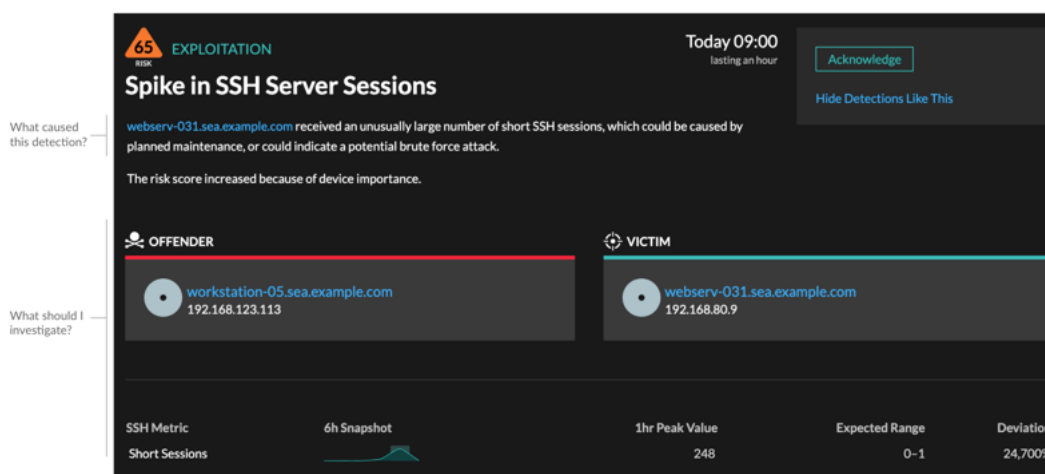 65
RISK
EXPLOITATION
Spike in SSH Server Sessions
Today 09:00
lasting an hour
Acknowledge
Hide Detections Like This
What caused
this detection?
webserv-031.sea.example.com received an unusually large number of short SSH sessions, which could be caused by
planned maintenance, or could indicate a potential brute force attack.
The risk score increased because of device importance.
What should I
investigate?
OFFENDER
workstation-05.sea.example.com
192.168.123.113
VICTIM
webserv-031.sea.example.com
192.168.80.9
SSH Metric 6h Snapshot 1hr Peak Value Expected Range Deviatio
Short Sessions 248 0–1 24,700%